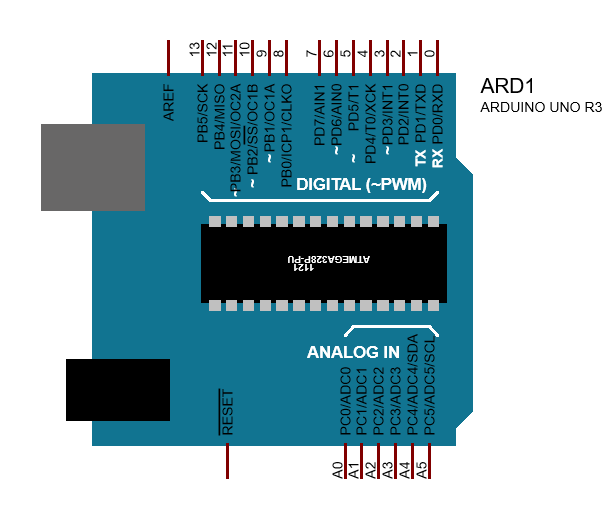 ARD1
ARDUINO UNO R3
13
12
11
10
9
8
7
6
5
4
3
2
1
0
AREF
PB5/SCK
PB4/MISO
~PB3/MOSI/OC2A
~ PB2/SS/OC1B
~ PB1/OC1A
PB0/ICP1/CLKO
PD7/AIN1
~ PD6/AIN0
~ PD5/T1
PD4/T0/XCK
~ PD3/INT1
PD2/INT0
TX PD1/TXD
RX PD0/RXD
DIGITAL (~PWM)
1121
ATMEGA328P-PU
ANALOG IN
RESET
PC0/ADC0
PC1/ADC1
PC2/ADC2
PC3/ADC3
PC4/ADC4/SDA
PC5/ADC5/SCL
A0
A1
A2
A3
A4
A5